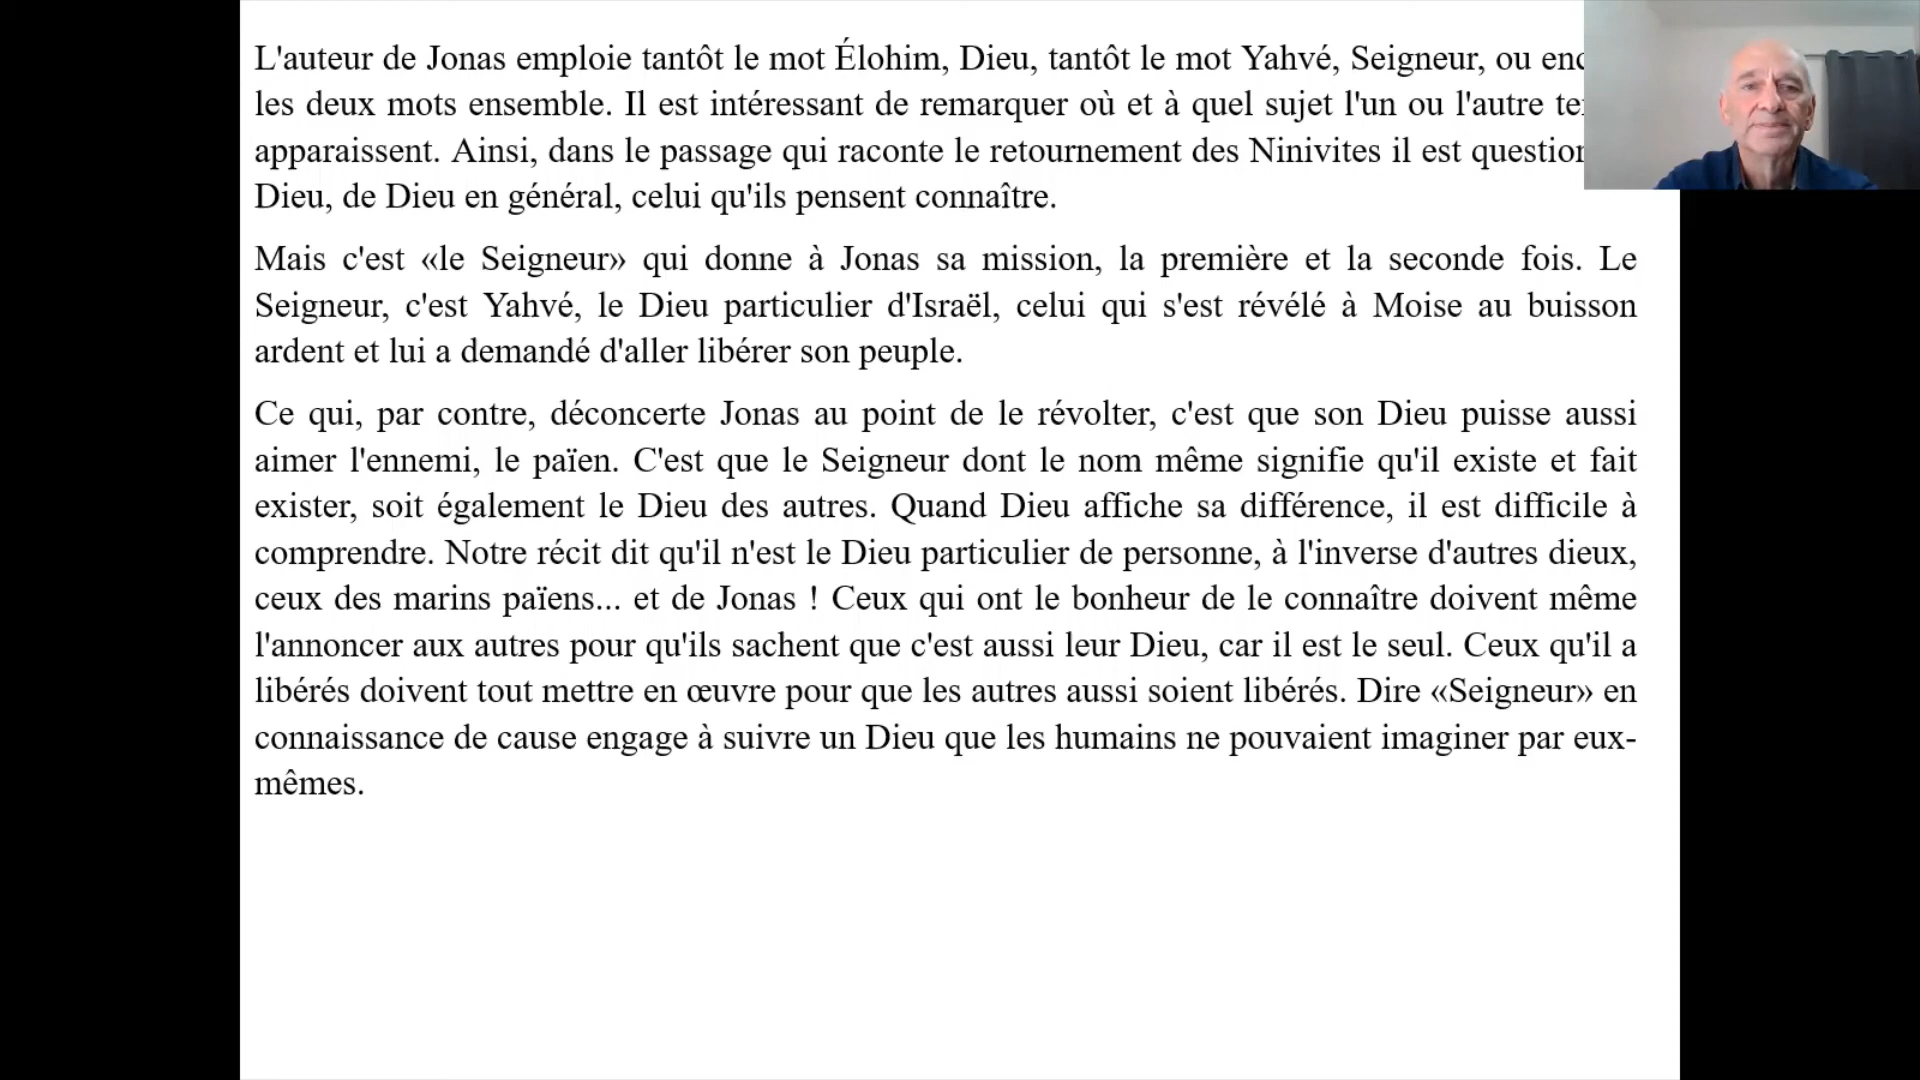 L'auteur de Jonas emploie tantôt le mot Élohim, Dieu, tantôt le mot Yahvé, Seigneur, ou
les deux mots ensemble. Il est intéressant de remarquer où et à quel sujet l'un ou l'autre
apparaissent. Ainsi, dans le passage qui raconte le retournement des Ninivites il est question
Dieu, de Dieu en général, celui qu'ils pensent connaître.
Mais c'est «le Seigneur» qui donne à Jonas sa mission, la première et la seconde fois. Le
Seigneur, c'est Yahvé, le Dieu particulier d'Israël, celui qui s'est révélé à Moise au buisson
ardent et lui a demandé d'aller libérer son peuple.
Ce qui, par contre, déconcerte Jonas au point de le révolter, c'est que son Dieu puisse aussi
aimer l'ennemi, le païen. C'est que le Seigneur dont le nom même signifie qu'il existe et fait
exister, soit également le Dieu des autres. Quand Dieu affiche sa différence, il est difficile à
comprendre. Notre récit dit qu'il n'est le Dieu particulier de personne, à l'inverse d'autres dieux,
ceux des marins païens... et de Jonas ! Ceux qui ont le bonheur de le connaître doivent même
l'annoncer aux autres pour qu'ils sachent que c'est aussi leur Dieu, car il est le seul. Ceux qu'il a
libérés doivent tout mettre en œuvre pour que les autres aussi soient libérés. Dire «Seigneur» en
connaissance de cause engage à suivre un Dieu que les humains ne pouvaient imaginer par eux-
mêmes.